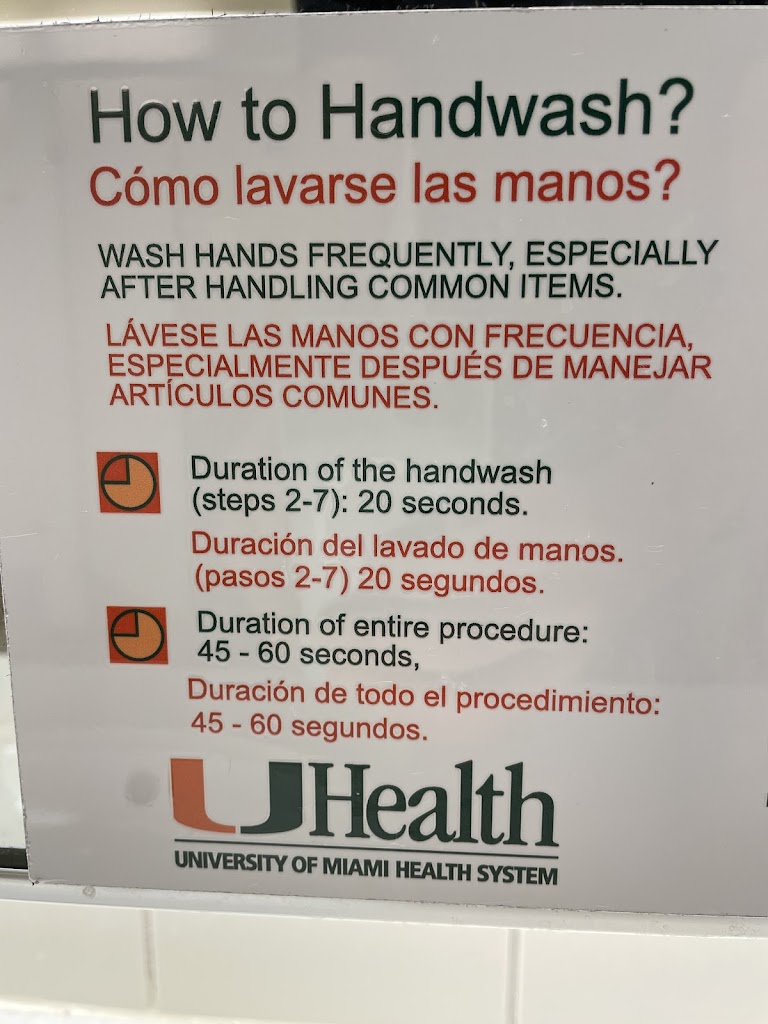 How to Handwash?
Cómo lavarse las manos?
WASH HANDS FREQUENTLY, ESPECIALLY
AFTER HANDLING COMMON ITEMS.
LÁVESE LAS MANOS CON FRECUENCIA,
ESPECIALMENTE DESPUÉS DE MANEJAR
ARTÍCULOS COMUNES.
Duration of the handwash
(steps 2-7): 20 seconds.
Duración del lavado de manos.
(pasos 2-7) 20 segundos.
Duration of entire procedure:
45 - 60 seconds,
Duración de todo el procedimiento:
45 - 60 segundos.
UHealth
UNIVERSITY OF MIAMI HEALTH SYSTEM